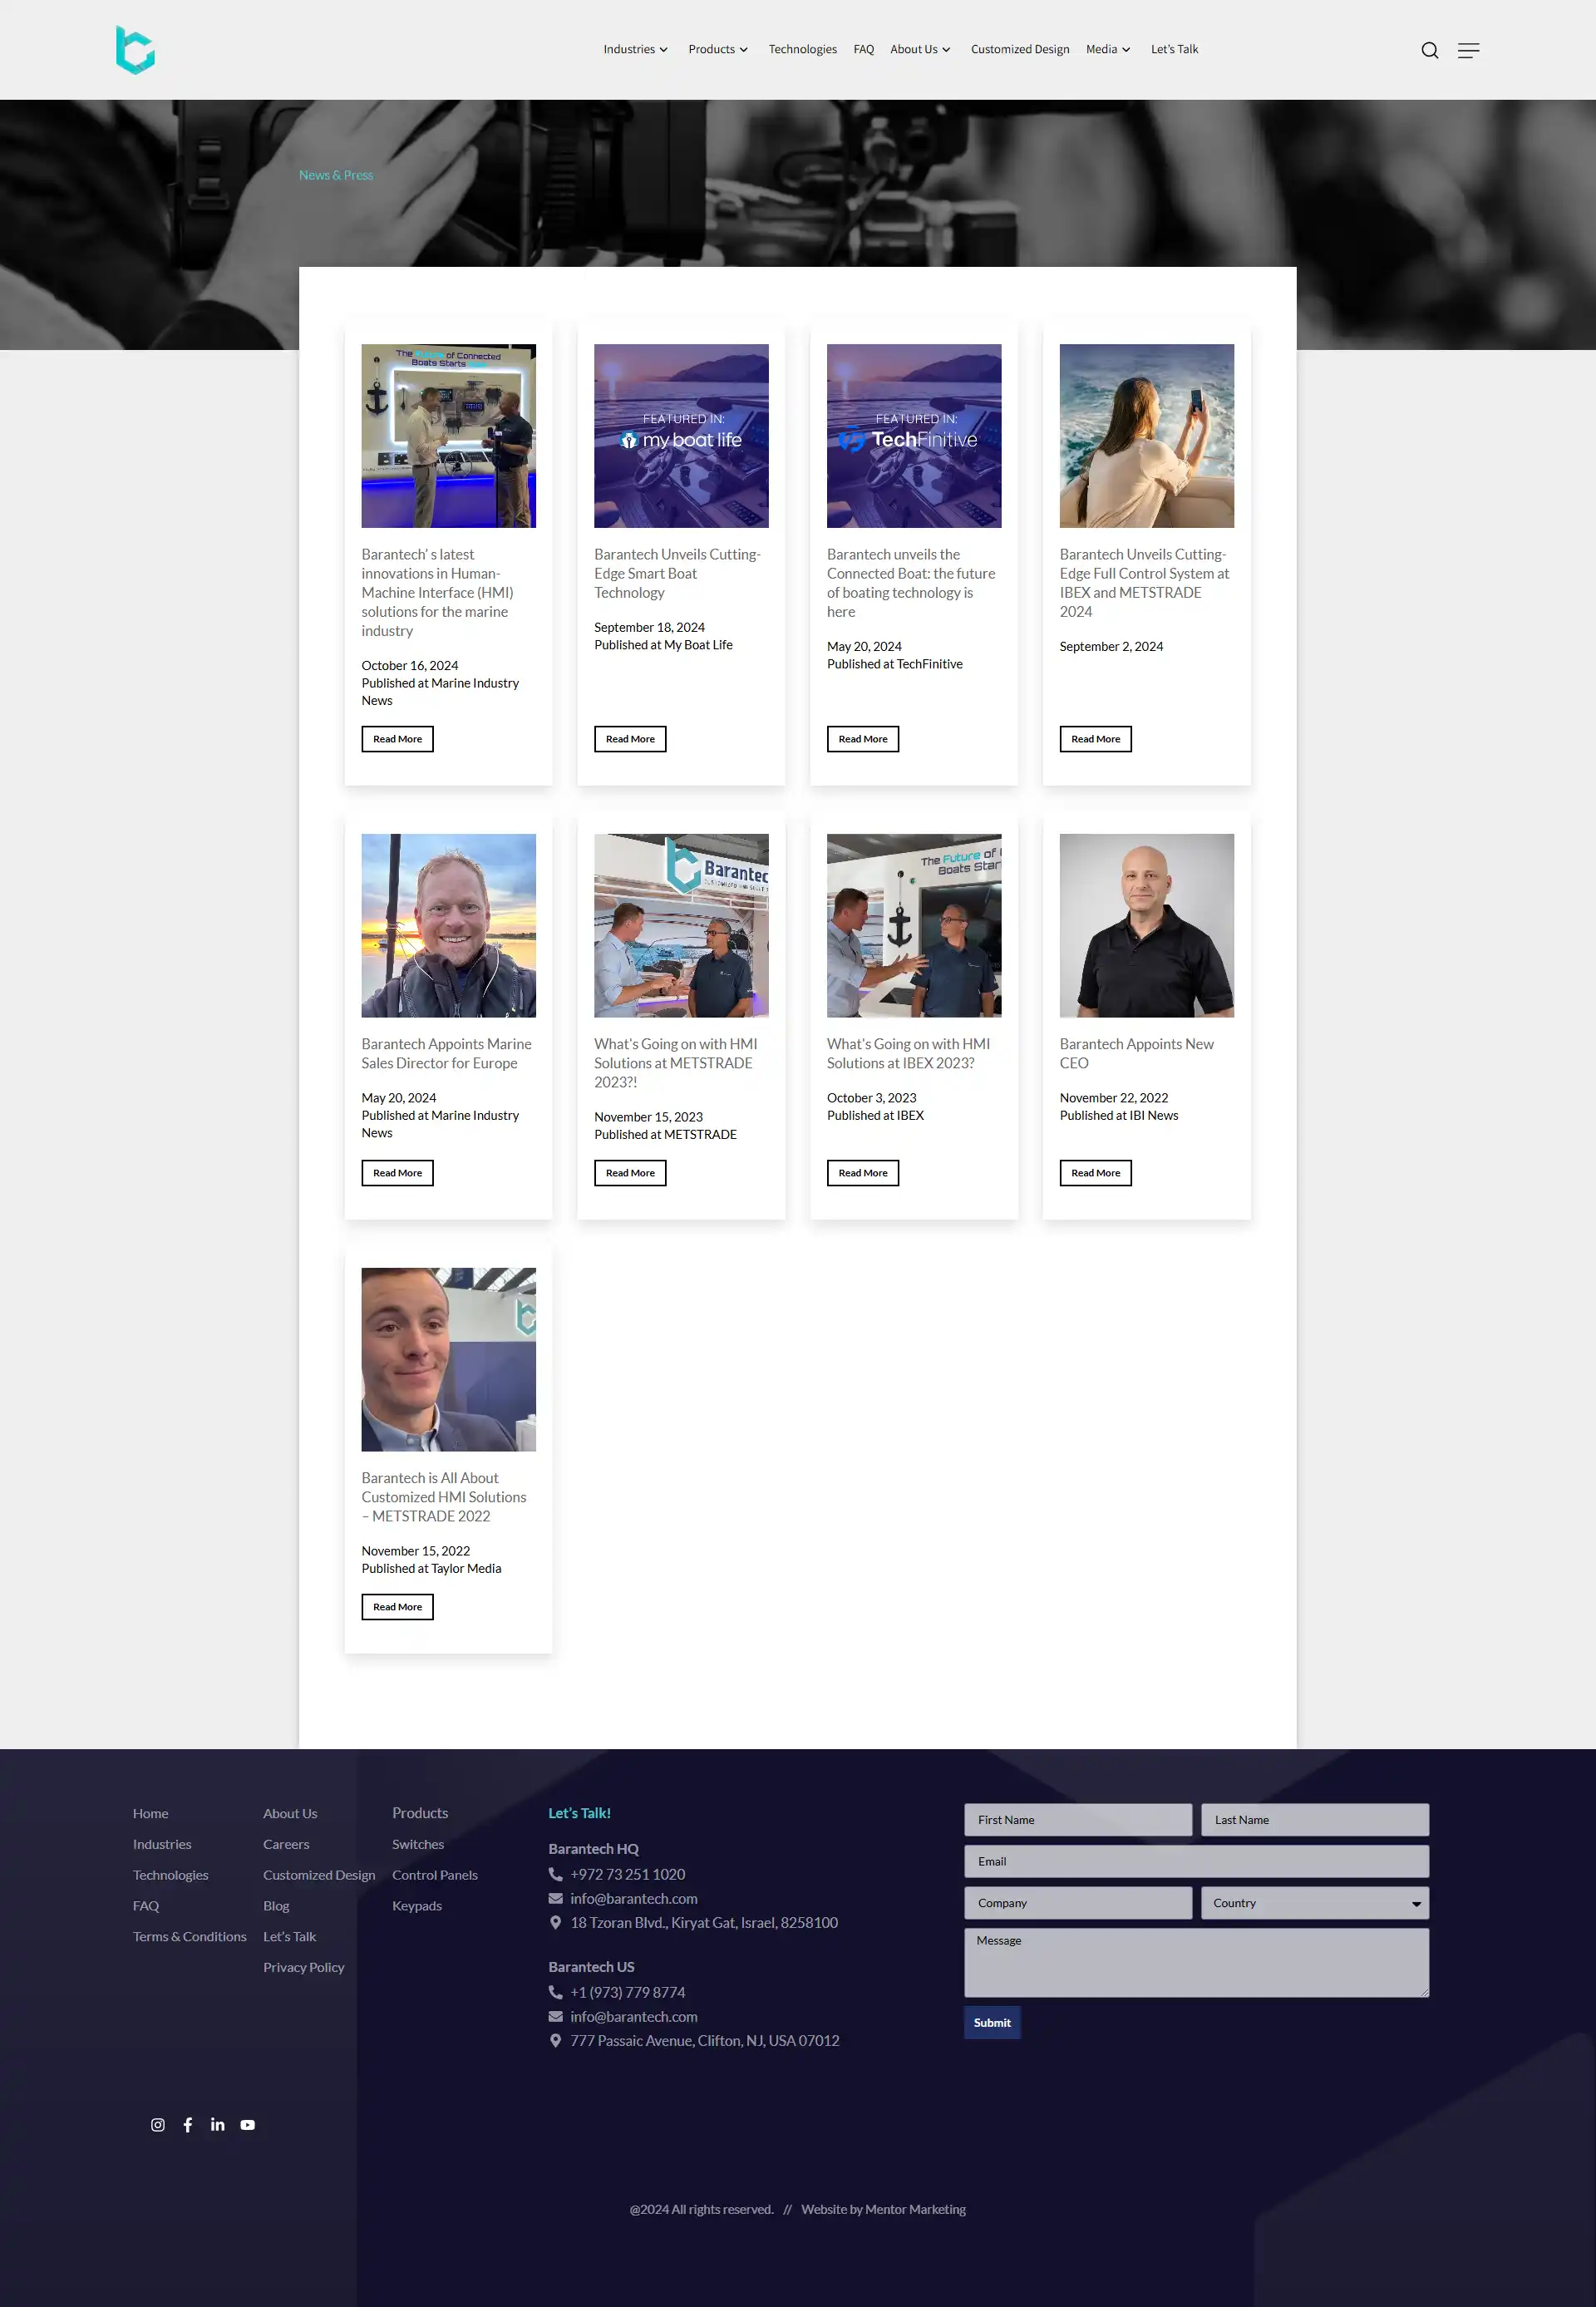 Industries
Products
Technologies
FAQ
About Us
Customized Design
Media
Let's Talk
News & Press
The Future of Connected
Boats Starts
FEATURED IN:
my boat life
FEATURED IN:
TechFinitive
Barantech' s latest
innovations in Human-
Machine Interface (HMI)
solutions for the marine
industry
October 16, 2024
Published at Marine Industry
News
Read More
Barantech Unveils Cutting-
Edge Smart Boat
Technology
September 18, 2024
Published at My Boat Life
Read More
Barantech unveils the
Connected Boat: the future
of boating technology is
here
May 20, 2024
Published at TechFinitive
Read More
Barantech Unveils Cutting-
Edge Full Control System at
IBEX and METSTRADE
2024
September 2, 2024
Read More
Barantec
The Future of
Boats Star
Barantech Appoints Marine
Sales Director for Europe
May 20, 2024
Published at Marine Industry
News
Read More
What's Going on with HMI
Solutions at METSTRADE
2023?!
November 15, 2023
Published at METSTRADE
Read More
What's Going on with HMI
Solutions at IBEX 2023?
October 3, 2023
Published at IBEX
Read More
Barantech Appoints New
CEO
November 22, 2022
Published at IBI News
Read More
Barantech is All About
Customized HMI Solutions
– METSTRADE 2022
November 15, 2022
Published at Taylor Media
Read More
Home
Industries
Technologies
FAQ
Terms & Conditions
About Us
Careers
Customized Design
Blog
Let's Talk
Privacy Policy
Products
Switches
Control Panels
Keypads
Let's Talk!
Barantech HQ
+972 73 251 1020
info@barantech.com
18 Tzoran Blvd., Kiryat Gat, Israel, 8258100
Barantech US
+1 (973) 779 8774
info@barantech.com
777 Passaic Avenue, Clifton, NJ, USA 07012
First Name
Last Name
Email
Company
Country
Message
Submit
@2024 All rights reserved. // Website by Mentor Marketing